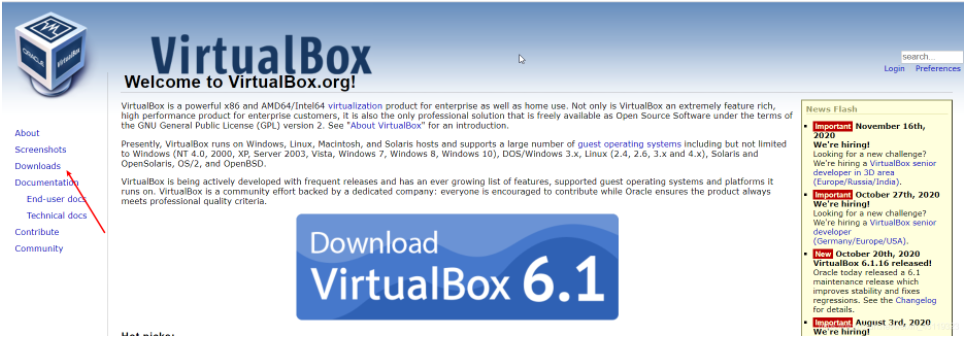 ORACLE
VirtualBox
VirtualBox
search...
Login Preferences
Welcome to VirtualBox.org!
About
Screenshots
Downloads
Documentation
End-user docs
Technical docs
Contribute
Community
VirtualBox is a powerful x86 and AMD64/Intel64 virtualization product for enterprise as well as home use. Not only is VirtualBox an extremely feature rich,
high performance product for enterprise customers, it is also the only professional solution that is freely available as Open Source Software under the terms of
the GNU General Public License (GPL) version 2. See "About VirtualBox" for an introduction.
Presently, VirtualBox runs on Windows, Linux, Macintosh, and Solaris hosts and supports a large number of guest operating systems including but not limited
to Windows (NT 4.0, 2000, XP, Server 2003, Vista, Windows 7, Windows 8, Windows 10), DOS/Windows 3.x, Linux (2.4, 2.6, 3.x and 4.x), Solaris and
OpenSolaris, OS/2, and OpenBSD.
VirtualBox is being actively developed with frequent releases and has an ever growing list of features, supported guest operating systems and platforms it
runs on. VirtualBox is a community effort backed by a dedicated company: everyone is encouraged to contribute while Oracle ensures the product always
meets professional quality criteria.
Download
VirtualBox 6.1
Hot picks:
News Flash
Important November 16th,
2020
We're hiring!
Looking for a new challenge?
We're hiring a VirtualBox senior
developer in 3D area
(Europe/Russia/India).
Important October 27th, 2020
We're hiring!
Looking for a new challenge?
We're hiring a VirtualBox senior
developer
(Germany/Europe/USA).
New October 20th, 2020
VirtualBox 6.1.16 released!
Oracle today released a 6.1
maintenance release which
improves stability and fixes
regressions. See the Changelog
for details.
Important August 3rd, 2020
We're hiring!